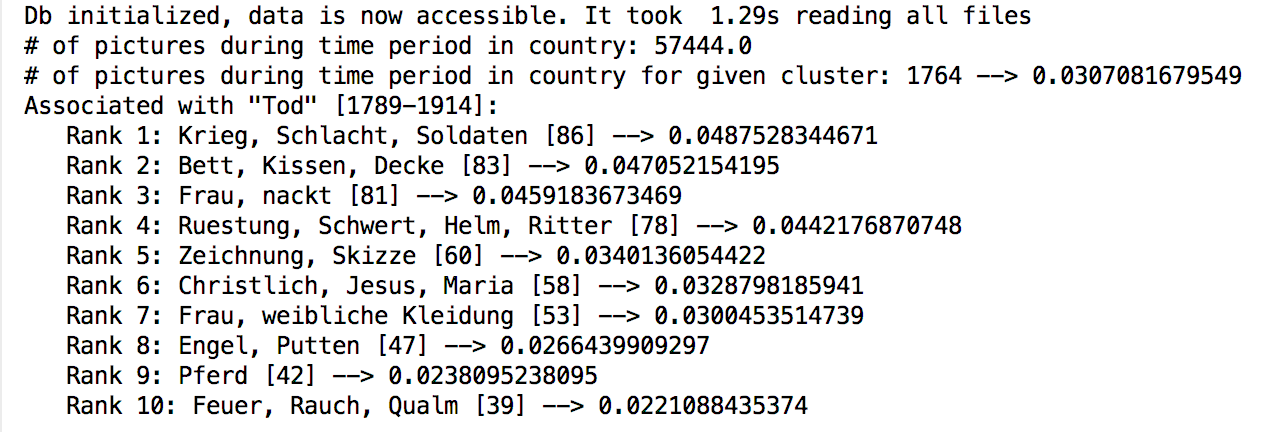 Db initialized, data is now accessible. It took  1.29s reading all files
# of pictures during time period in country: 57444.0
# of pictures during time period in country for given cluster: 1764 --> 0.0307081679549
Associated with "Tod" [1789-1914]:
   Rank 1: Krieg, Schlacht, Soldaten [86] --> 0.0487528344671
   Rank 2: Bett, Kissen, Decke [83] --> 0.047052154195
   Rank 3: Frau, nackt [81] --> 0.0459183673469
   Rank 4: Ruestung, Schwert, Helm, Ritter [78] --> 0.0442176870748
   Rank 5: Zeichnung, Skizze [60] --> 0.0340136054422
   Rank 6: Christlich, Jesus, Maria [58] --> 0.0328798185941
   Rank 7: Frau, weibliche Kleidung [53] --> 0.0300453514739
   Rank 8: Engel, Putten [47] --> 0.0266439909297
   Rank 9: Pferd [42] --> 0.0238095238095
   Rank 10: Feuer, Rauch, Qualm [39] --> 0.0221088435374